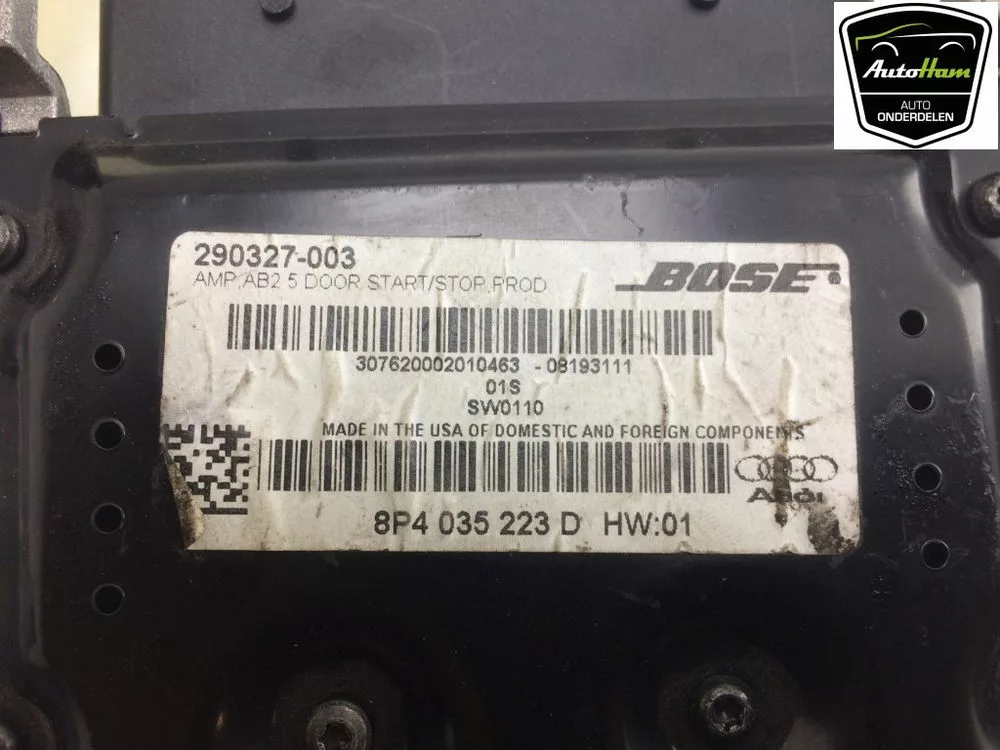 AutoHam
AUTO
ONDERDELEN
290327-003
AMP,AB2 5 DOOR START/STOP,PROD
BOSE
307620002010463 - 08193111
01S
SW0110
MADE IN THE USA OF DOMESTIC AND FOREIGN COMPONENTS
Audi
8P4 035 223 D HW:01